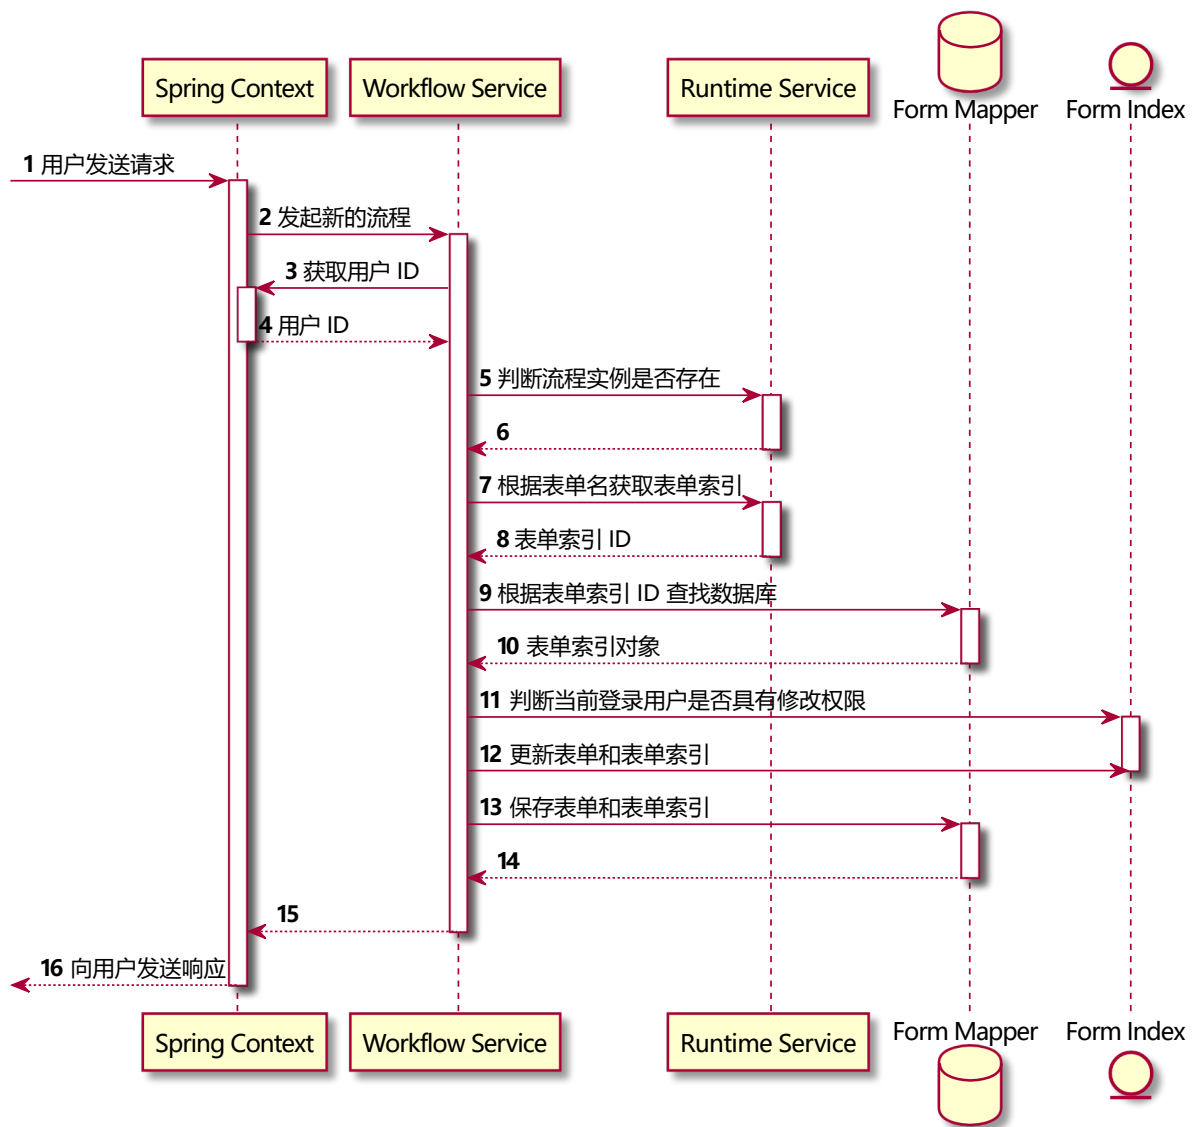 Spring Context
Workflow Service
Runtime Service
Form Mapper
Form Index
1 用户发送请求
2 发起新的流程
3 获取用户 ID
4 用户 ID
5 判断流程实例是否存在
6
7 根据表单名获取表单索引
8 表单索引 ID
9 根据表单索引 ID 查找数据库
10 表单索引对象
11 判断当前登录用户是否具有修改权限
12 更新表单和表单索引
13 保存表单和表单索引
14
15
16 向用户发送响应
Spring Context
Workflow Service
Runtime Service
Form Mapper
Form Index